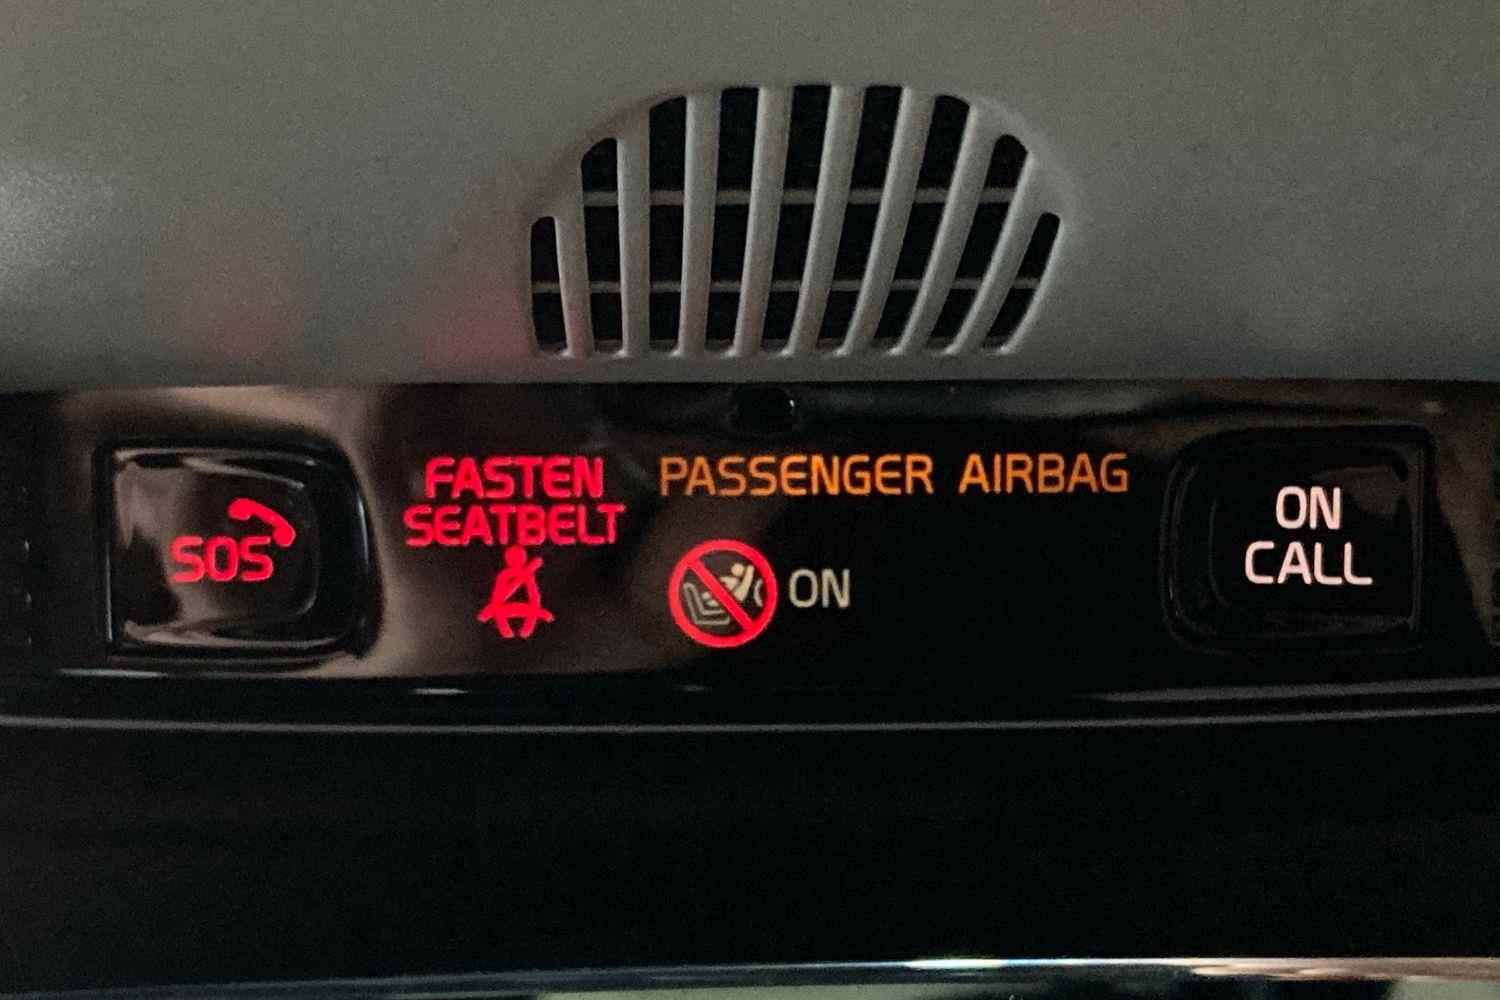 SOS
FASTEN
SEATBELT
PASSENGER AIRBAG
ON
ON
CALL